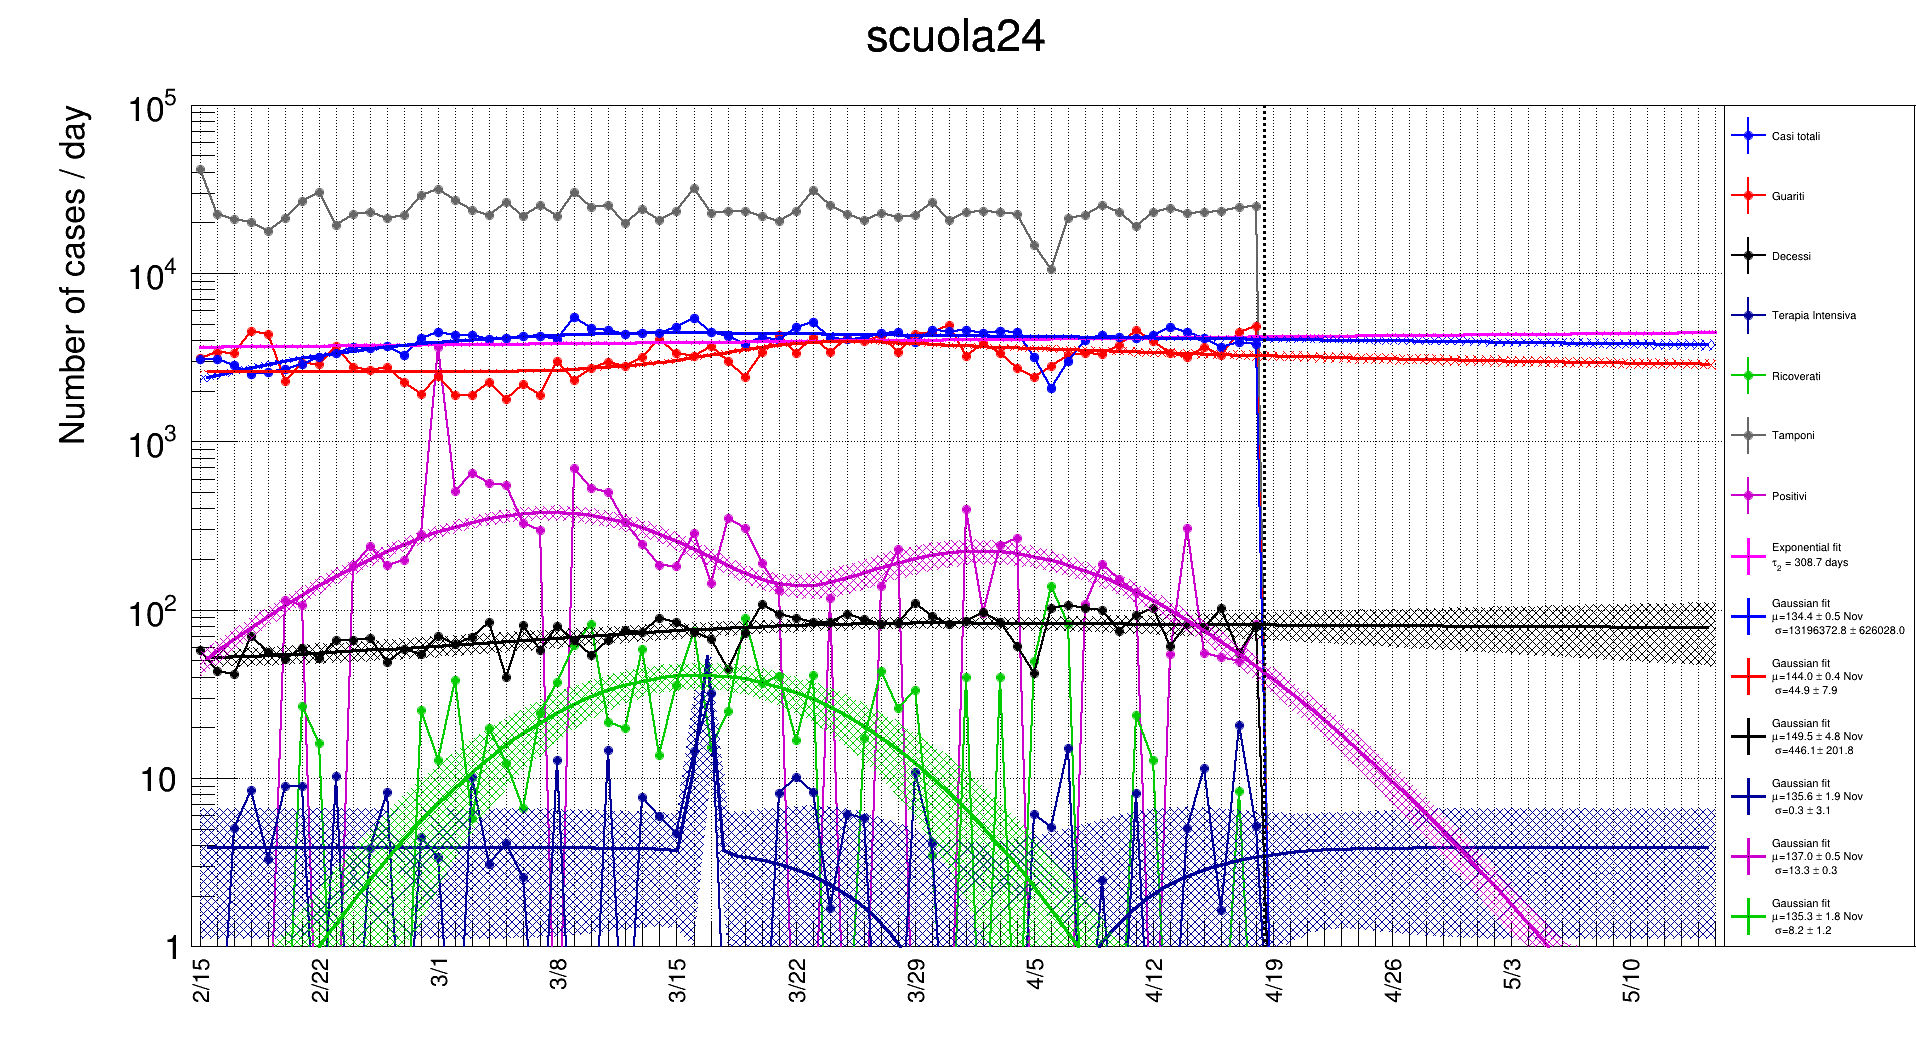 scuola24
Number of cases / day
10^5
10^4
10^3
10^2
10
1
2/15
2/22
3/1
3/8
3/15
3/22
3/29
4/5
4/12
4/19
4/26
5/3
5/10
Casi totali
Guariti
Decessi
Terapia Intensiva
Ricoverati
Tamponi
Positivi
Exponential fit
τ_2 = 308.7 days
Gaussian fit
μ=134.4 ± 0.5 Nov
σ=13196372.8 ± 626028.0
Gaussian fit
μ=144.0 ± 0.4 Nov
σ=44.9 ± 7.9
Gaussian fit
μ=149.5 ± 4.8 Nov
σ=446.1 ± 201.8
Gaussian fit
μ=135.6 ± 1.9 Nov
σ=0.3 ± 3.1
Gaussian fit
μ=137.0 ± 0.5 Nov
σ=13.3 ± 0.3
Gaussian fit
μ=135.3 ± 1.8 Nov
σ=8.2 ± 1.2